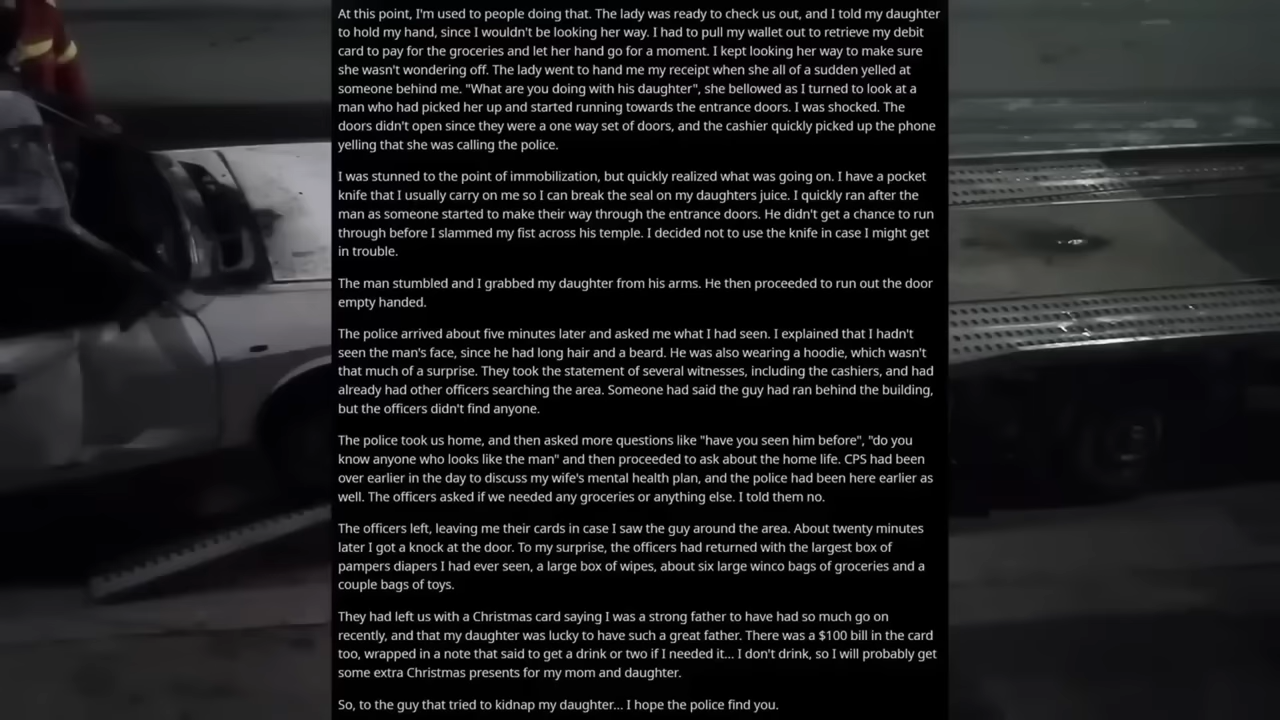 At this point, I'm used to people doing that. The lady was ready to check us out, and I told my daughter
to hold my hand, since I wouldn't be looking her way. I had to pull my wallet out to retrieve my debit
card to pay for the groceries and let her hand go for a moment. I kept looking her way to make sure
she wasn't wondering off. The lady went to hand me my receipt when she all of a sudden yelled at
someone behind me. "What are you doing with his daughter", she bellowed as I turned to look at a
man who had picked her up and started running towards the entrance doors. I was shocked. The
doors didn't open since they were a one way set of doors, and the cashier quickly picked up the phone
yelling that she was calling the police.
I was stunned to the point of immobilization, but quickly realized what was going on. I have a pocket
knife that I usually carry on me so I can break the seal on my daughters juice. I quickly ran after the
man as someone started to make their way through the entrance doors. He didn't get a chance to run
through before I slammed my fist across his temple. I decided not to use the knife in case I might get
in trouble.
The man stumbled and I grabbed my daughter from his arms. He then proceeded to run out the door
empty handed.
The police arrived about five minutes later and asked me what I had seen. I explained that I hadn't
seen the man's face, since he had long hair and a beard. He was also wearing a hoodie, which wasn't
that much of a surprise. They took the statement of several witnesses, including the cashiers, and had
already had other officers searching the area. Someone had said the guy had ran behind the building,
but the officers didn't find anyone.
The police took us home, and then asked more questions like "have you seen him before", "do you
know anyone who looks like the man" and then proceeded to ask about the home life. CPS had been
over earlier in the day to discuss my wife's mental health plan, and the police had been here earlier as
well. The officers asked if we needed any groceries or anything else. I told them no.
The officers left, leaving me their cards in case I saw the guy around the area. About twenty minutes
later I got a knock at the door. To my surprise, the officers had returned with the largest box of
pampers diapers I had ever seen, a large box of wipes, about six large winco bags of groceries and a
couple bags of toys.
They had left us with a Christmas card saying I was a strong father to have had so much go on
recently, and that my daughter was lucky to have such a great father. There was a $100 bill in the card
too, wrapped in a note that said to get a drink or two if I needed it... I don't drink, so I will probably get
some extra Christmas presents for my mom and daughter.
So, to the guy that tried to kidnap my daughter... I hope the police find you.